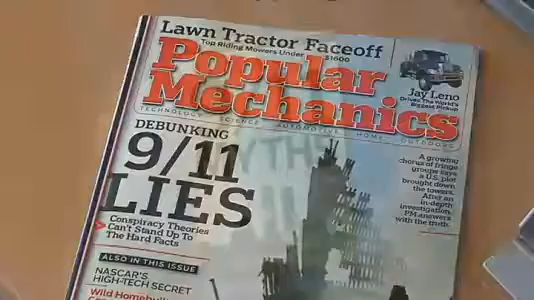 Lawn Tractor Faceoff
Top Riding Mowers Under $1600
Popular
Mechanics
TECHNOLOGY SCIENCE AUTOMOTIVE HOME OUTDOORS
Jay Leno
Drives The World's
Biggest Pickup
DEBUNKING
9/11
LIES
MYTH
Conspiracy Theories
Can't Stand Up To
The Hard Facts
A growing
chorus of fringe
groups says
a U.S. plot
brought down
the towers.
After an
in-depth
investigation,
PM answers
with the truth.
ALSO IN THIS ISSUE
NASCAR'S
HIGH-TECH SECRET
Wild